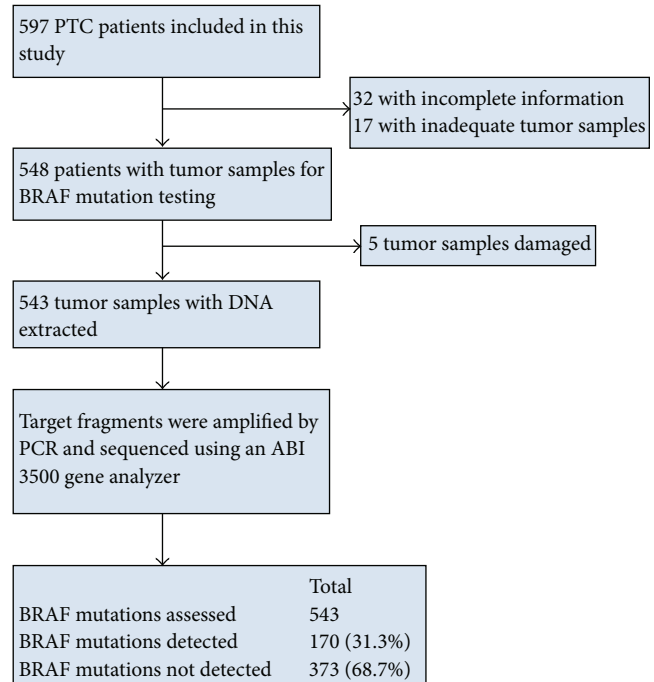 597 PTC patients included in this
study
32 with incomplete information
17 with inadequate tumor samples
548 patients with tumor samples for
BRAF mutation testing
5 tumor samples damaged
543 tumor samples with DNA
extracted
Target fragments were amplified by
PCR and sequenced using an ABI
3500 gene analyzer
Total
BRAF mutations assessed 543
BRAF mutations detected 170 (31.3%)
BRAF mutations not detected 373 (68.7%)